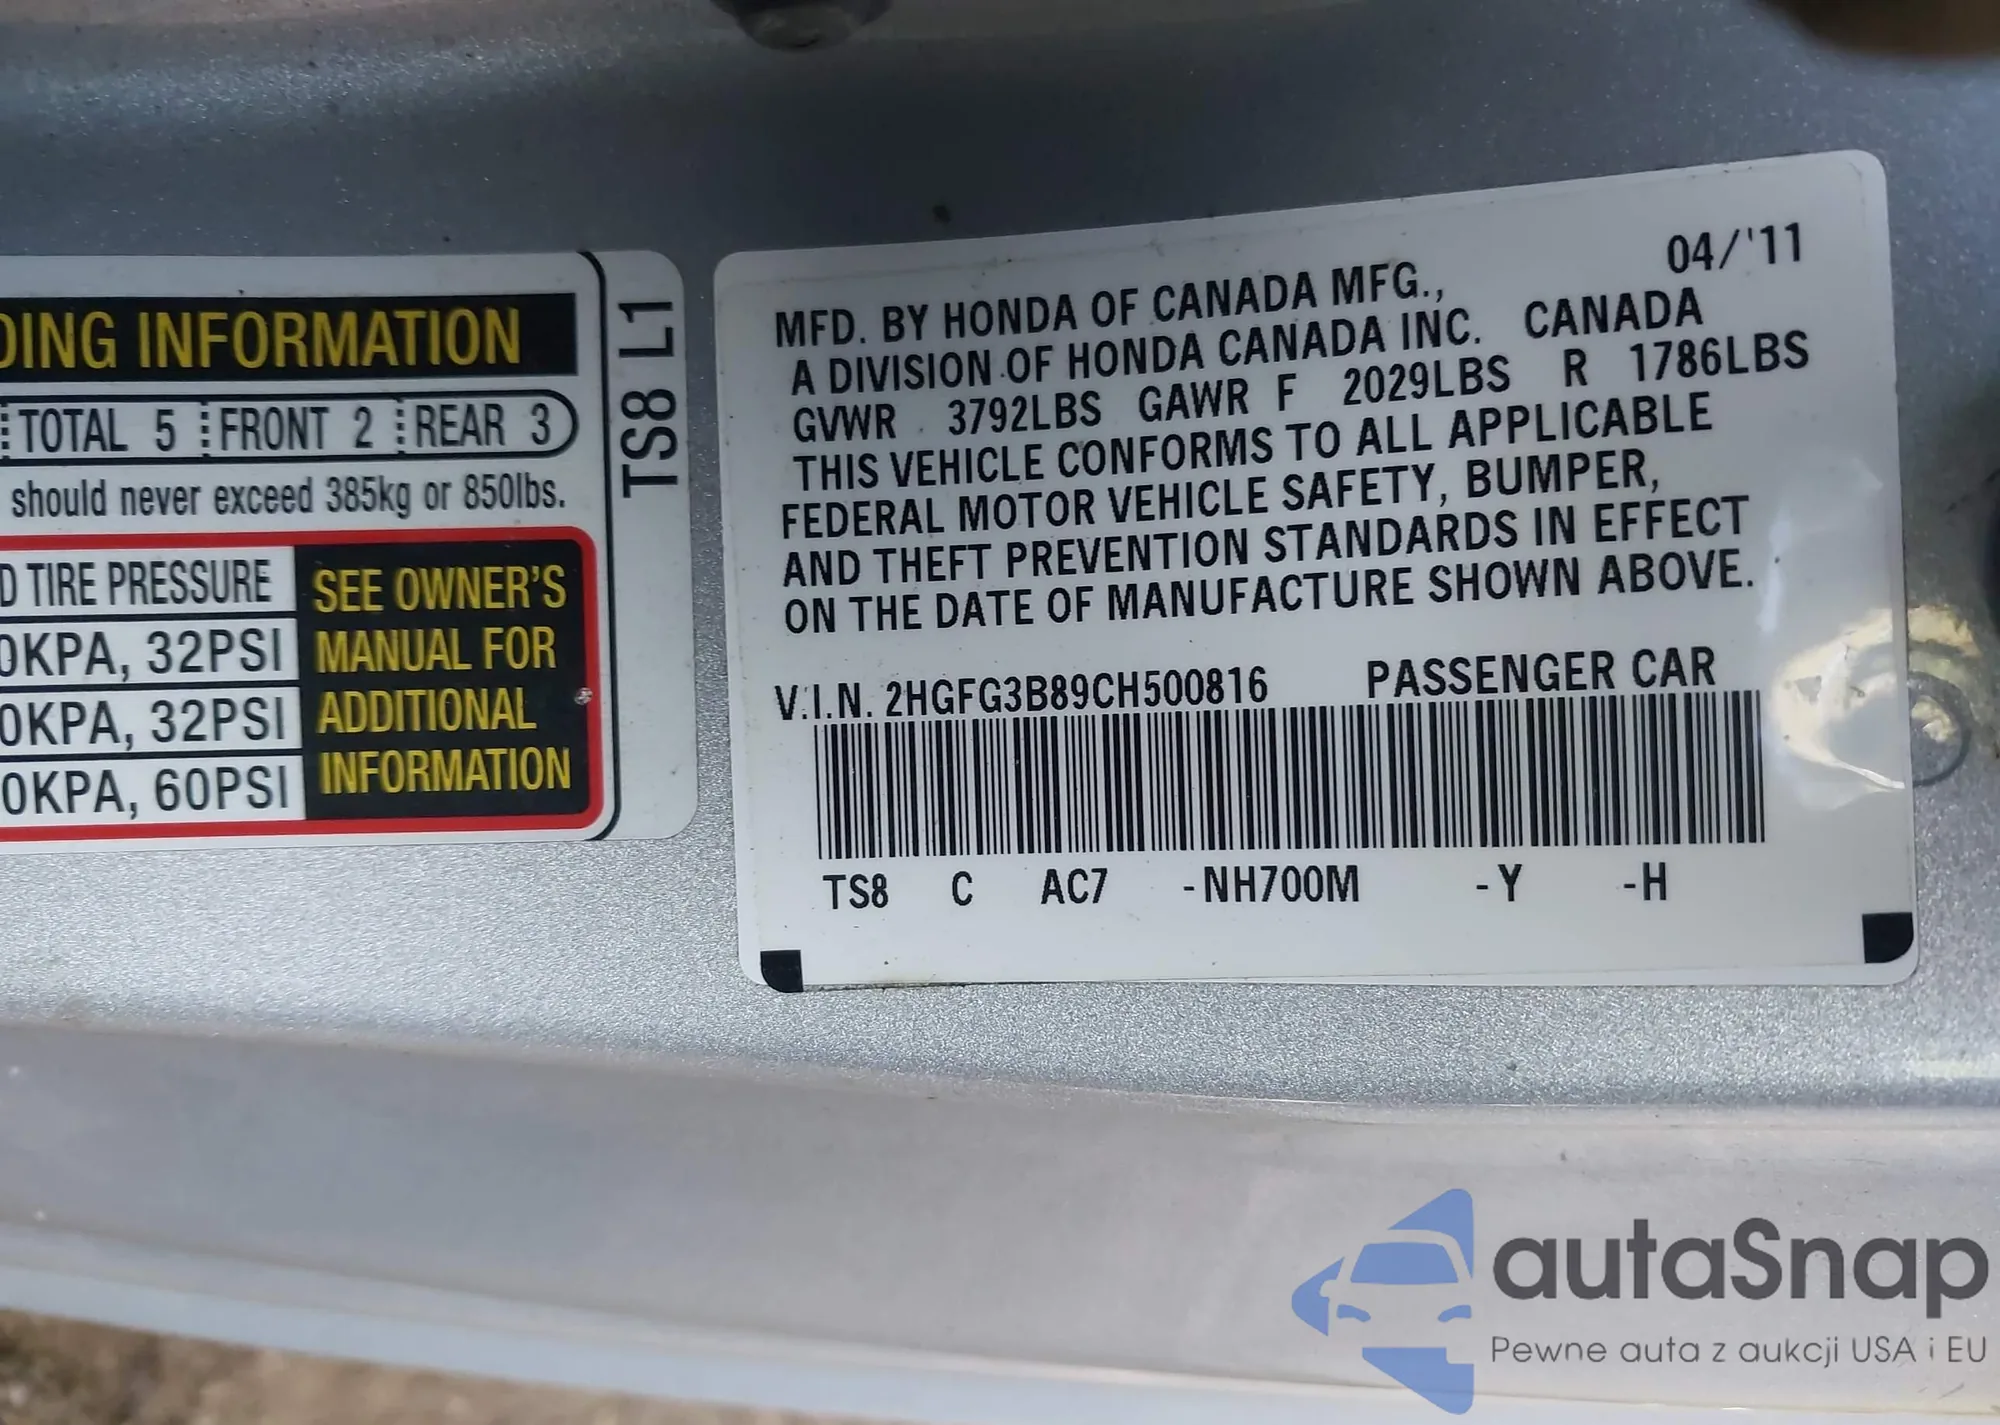 DING INFORMATION
TOTAL 5 FRONT 2 REAR 3
should never exceed 385kg or 850lbs.
D TIRE PRESSURE
0KPA, 32PSI
0KPA, 32PSI
0KPA, 60PSI
SEE OWNER'S
MANUAL FOR
ADDITIONAL
INFORMATION
TS8 L1
04/'11
MFD. BY HONDA OF CANADA MFG.,
A DIVISION OF HONDA CANADA INC. CANADA
GVWR 3792LBS GAWR F 2029LBS R 1786LBS
THIS VEHICLE CONFORMS TO ALL APPLICABLE
FEDERAL MOTOR VEHICLE SAFETY, BUMPER,
AND THEFT PREVENTION STANDARDS IN EFFECT
ON THE DATE OF MANUFACTURE SHOWN ABOVE.
V.I.N. 2HGFG3B89CH500816 PASSENGER CAR
TS8 C AC7 -NH700M -Y -H
autaSnap
Pewne auta z aukcji USA i EU